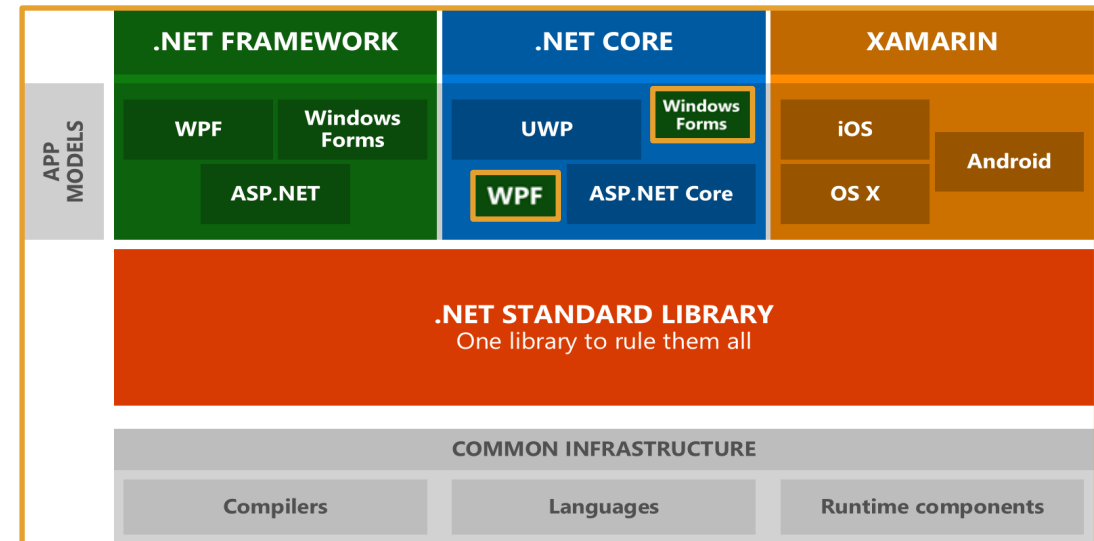 .NET FRAMEWORK
.NET CORE
XAMARIN
APP
MODELS
WPF
Windows
Forms
ASP.NET
UWP
Windows
Forms
WPF
ASP.NET Core
iOS
Android
OS X
.NET STANDARD LIBRARY
One library to rule them all
COMMON INFRASTRUCTURE
Compilers
Languages
Runtime components